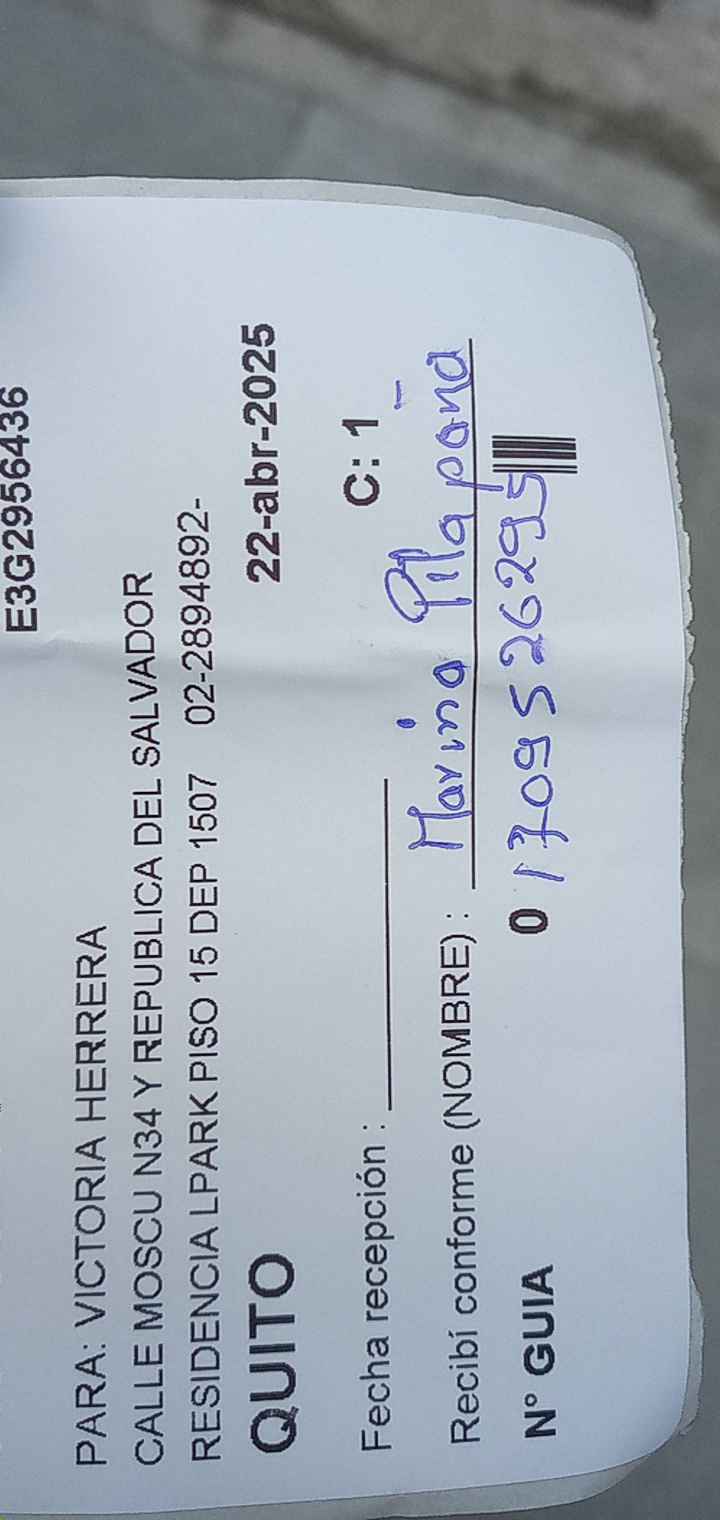 E3G2956436
PARA: VICTORIA HERRERA
CALLE MOSCU N34 Y REPUBLICA DEL SALVADOR
RESIDENCIA LPARK PISO 15 DEP 1507 02-2894892-
QUITO 22-abr-2025
Fecha recepción : C: 1
Recibí conforme (NOMBRE) : Marina Pilapaña
N° GUIA 0 1709526295